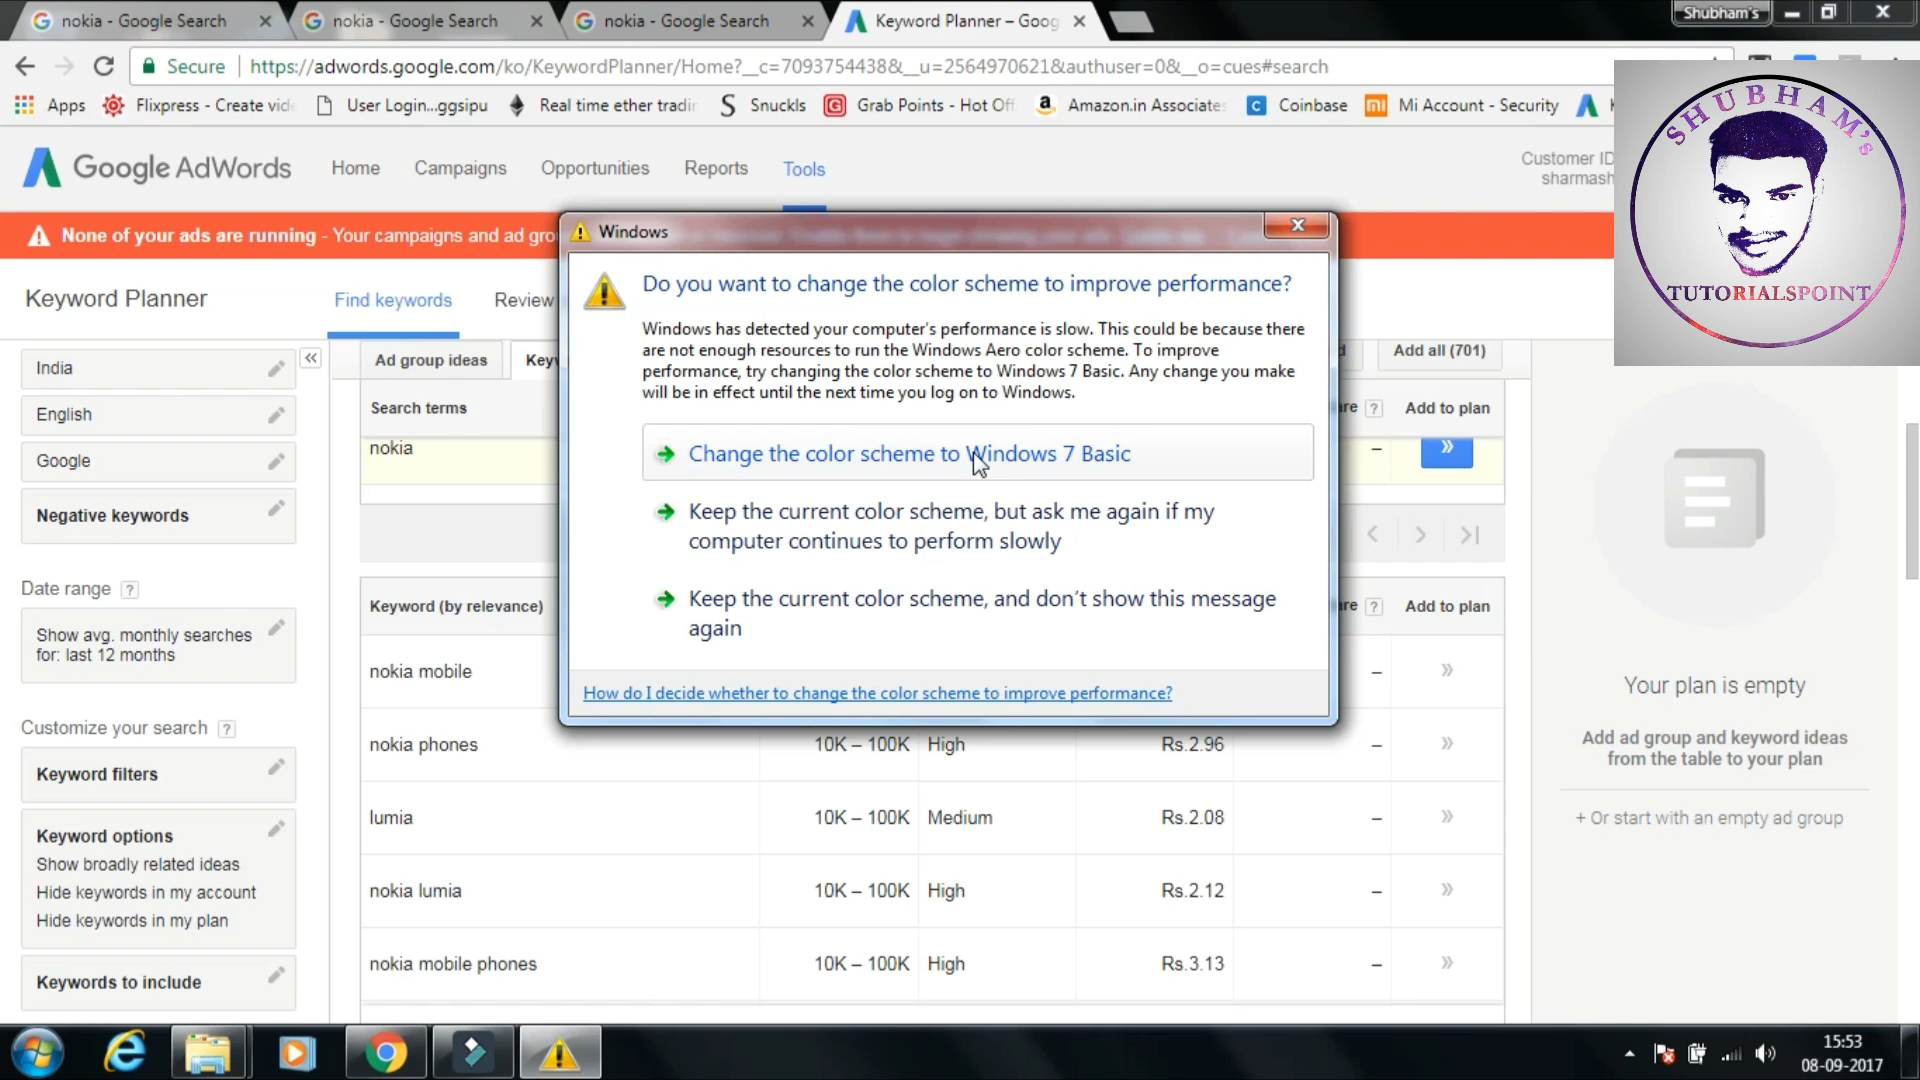 nokia - Google Search
nokia - Google Search
nokia - Google Search
Keyword Planner – Goog
Shubham's
Secure
https://adwords.google.com/ko/KeywordPlanner/Home?__c=7093754438&__u=2564970621&authuser=0&__o=cues#search
Apps
Flixpress - Create vide
User Login...ggsipu
Real time ether tradin
Snuckls
Grab Points - Hot Off
Amazon.in Associates
Coinbase
Mi Account - Security
SHUBHAM's
TUTORIALSPOINT
Google AdWords
Home
Campaigns
Opportunities
Reports
Tools
Customer ID
sharmash
None of your ads are running - Your campaigns and ad gro
Keyword Planner
Find keywords
Review
India
English
Google
Negative keywords
Date range ?
Show avg. monthly searches
for: last 12 months
Customize your search ?
Keyword filters
Keyword options
Show broadly related ideas
Hide keywords in my account
Hide keywords in my plan
Keywords to include
Ad group ideas
Keyw
Add all (701)
Search terms
re ?
Add to plan
nokia
–
Keyword (by relevance)
re ?
Add to plan
nokia mobile
–
nokia phones
10K – 100K
High
Rs.2.96
–
lumia
10K – 100K
Medium
Rs.2.08
–
nokia lumia
10K – 100K
High
Rs.2.12
–
nokia mobile phones
10K – 100K
High
Rs.3.13
–
Windows
Do you want to change the color scheme to improve performance?
Windows has detected your computer's performance is slow. This could be because there
are not enough resources to run the Windows Aero color scheme. To improve
performance, try changing the color scheme to Windows 7 Basic. Any change you make
will be in effect until the next time you log on to Windows.
Change the color scheme to Windows 7 Basic
Keep the current color scheme, but ask me again if my
computer continues to perform slowly
Keep the current color scheme, and don't show this message
again
How do I decide whether to change the color scheme to improve performance?
Your plan is empty
Add ad group and keyword ideas
from the table to your plan
+ Or start with an empty ad group
15:53
08-09-2017